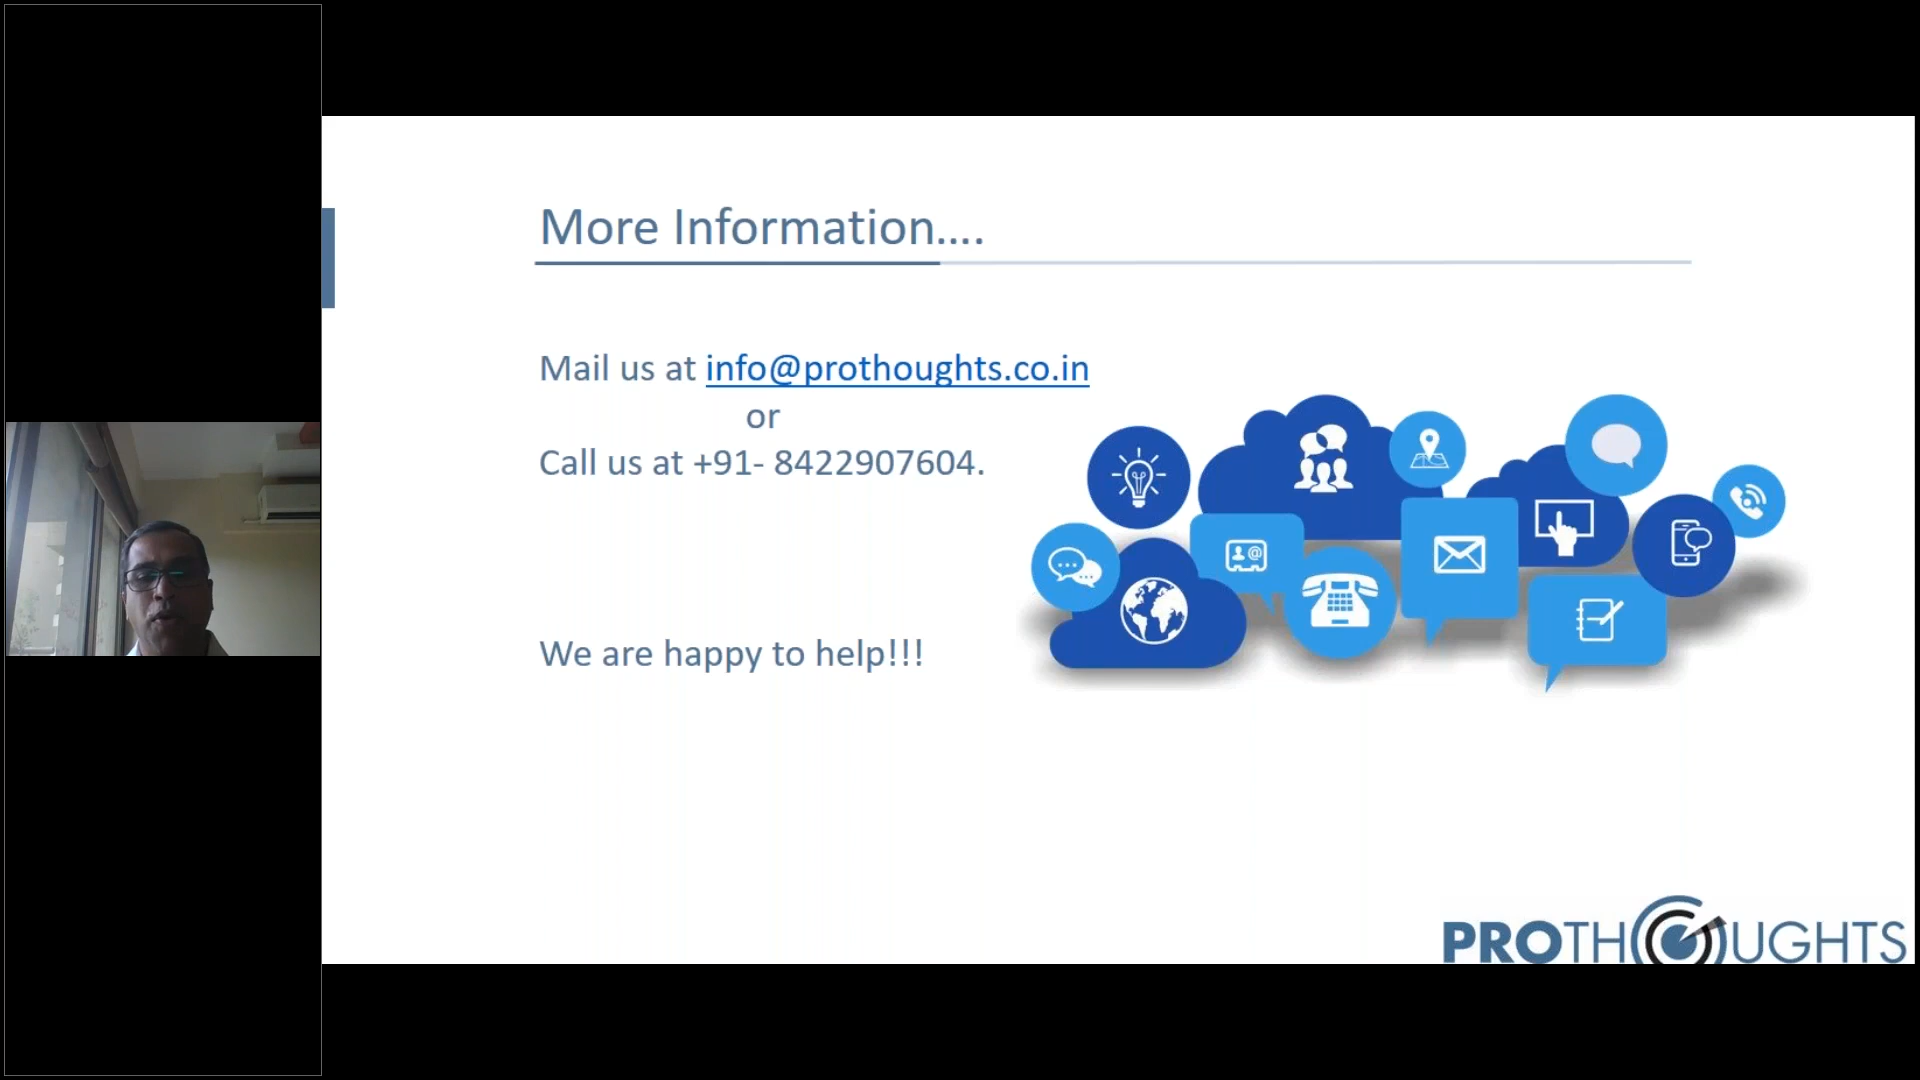 More Information....
Mail us at info@prothoughts.co.in
or
Call us at +91- 8422907604.
We are happy to help!!!
PROTHOUGHTS